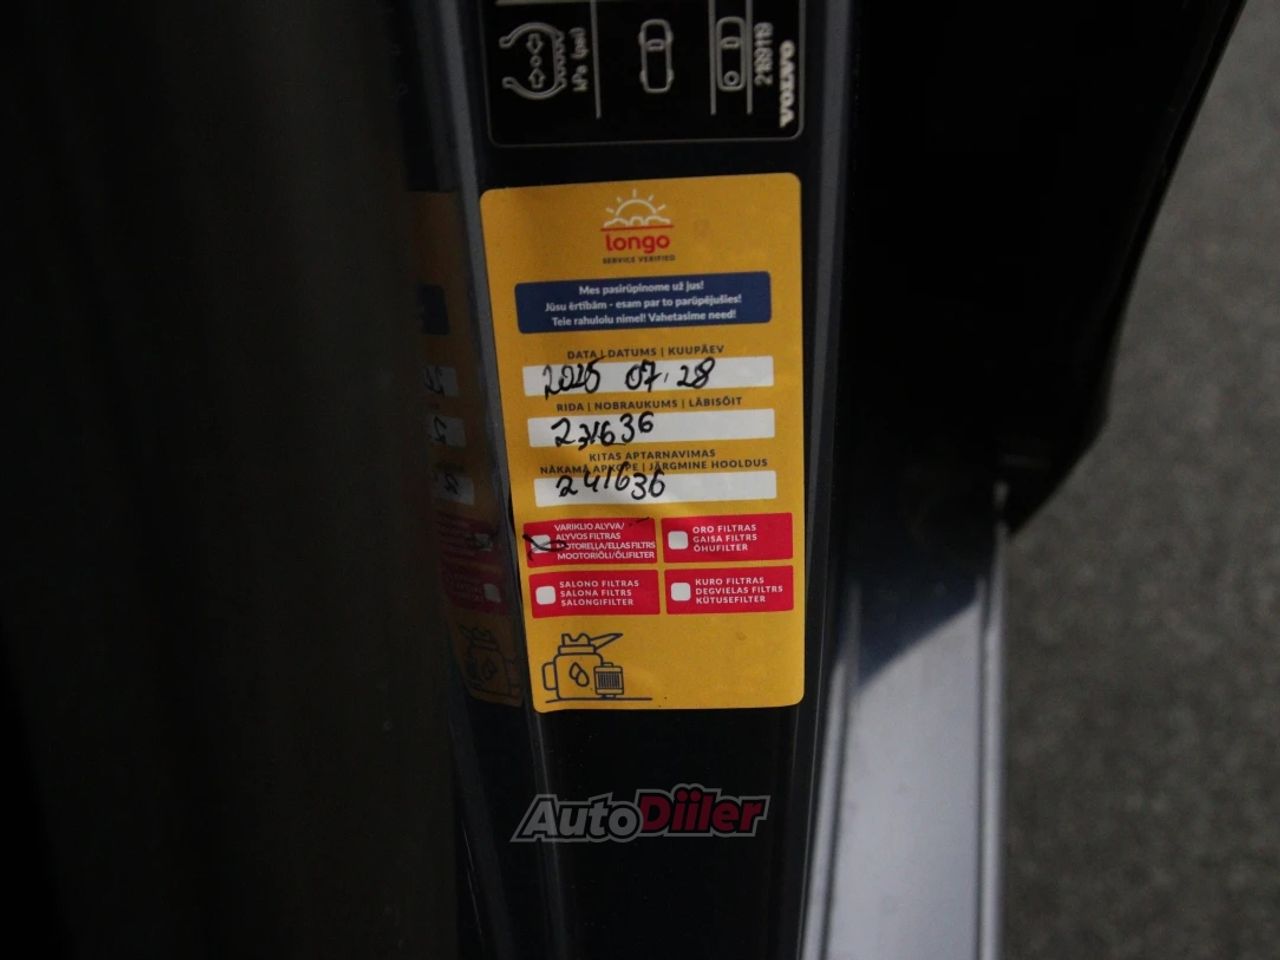 kPa (psi)
2189119
VOLVO
longo
SERVICE VERIFIED
Mes pasirūpinome už jus!
Jūsu ērtībām - esam par to parūpējušies!
Teie rahulolu nimel! Vahetasime need!
DATA | DATUMS | KUUPÄEV
2025 07.28
RIDA | NOBRAUKUMS | LÄBISÕIT
231636
KITAS APTARNAVIMAS
NĀKAMĀ APKOPE | JÄRGMINE HOOLDUS
241636
VARIKLIO ALYVA/
ALYVOS FILTRAS
MOTOREĻĻA/EĻĻAS FILTRS
MOOTORIÕLI/ÕLIFILTER
ORO FILTRAS
GAISA FILTRS
ÕHUFILTER
SALONO FILTRAS
SALONA FILTRS
SALONGIFILTER
KURO FILTRAS
DEGVIELAS FILTRS
KÜTUSEFILTER
AutoDiiler